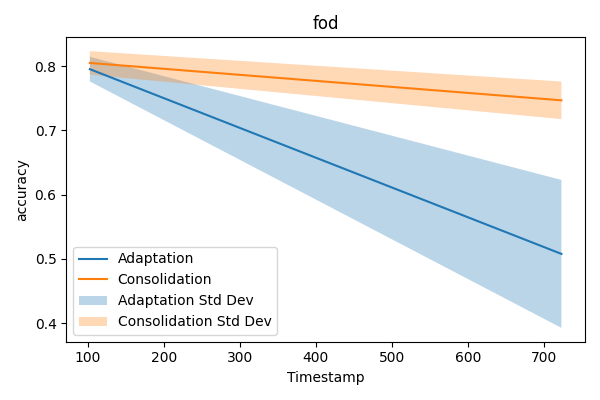 fod
accuracy
0.8
0.7
0.6
0.5
0.4
Adaptation
Consolidation
Adaptation Std Dev
Consolidation Std Dev
100 200 300 400 500 600 700
Timestamp